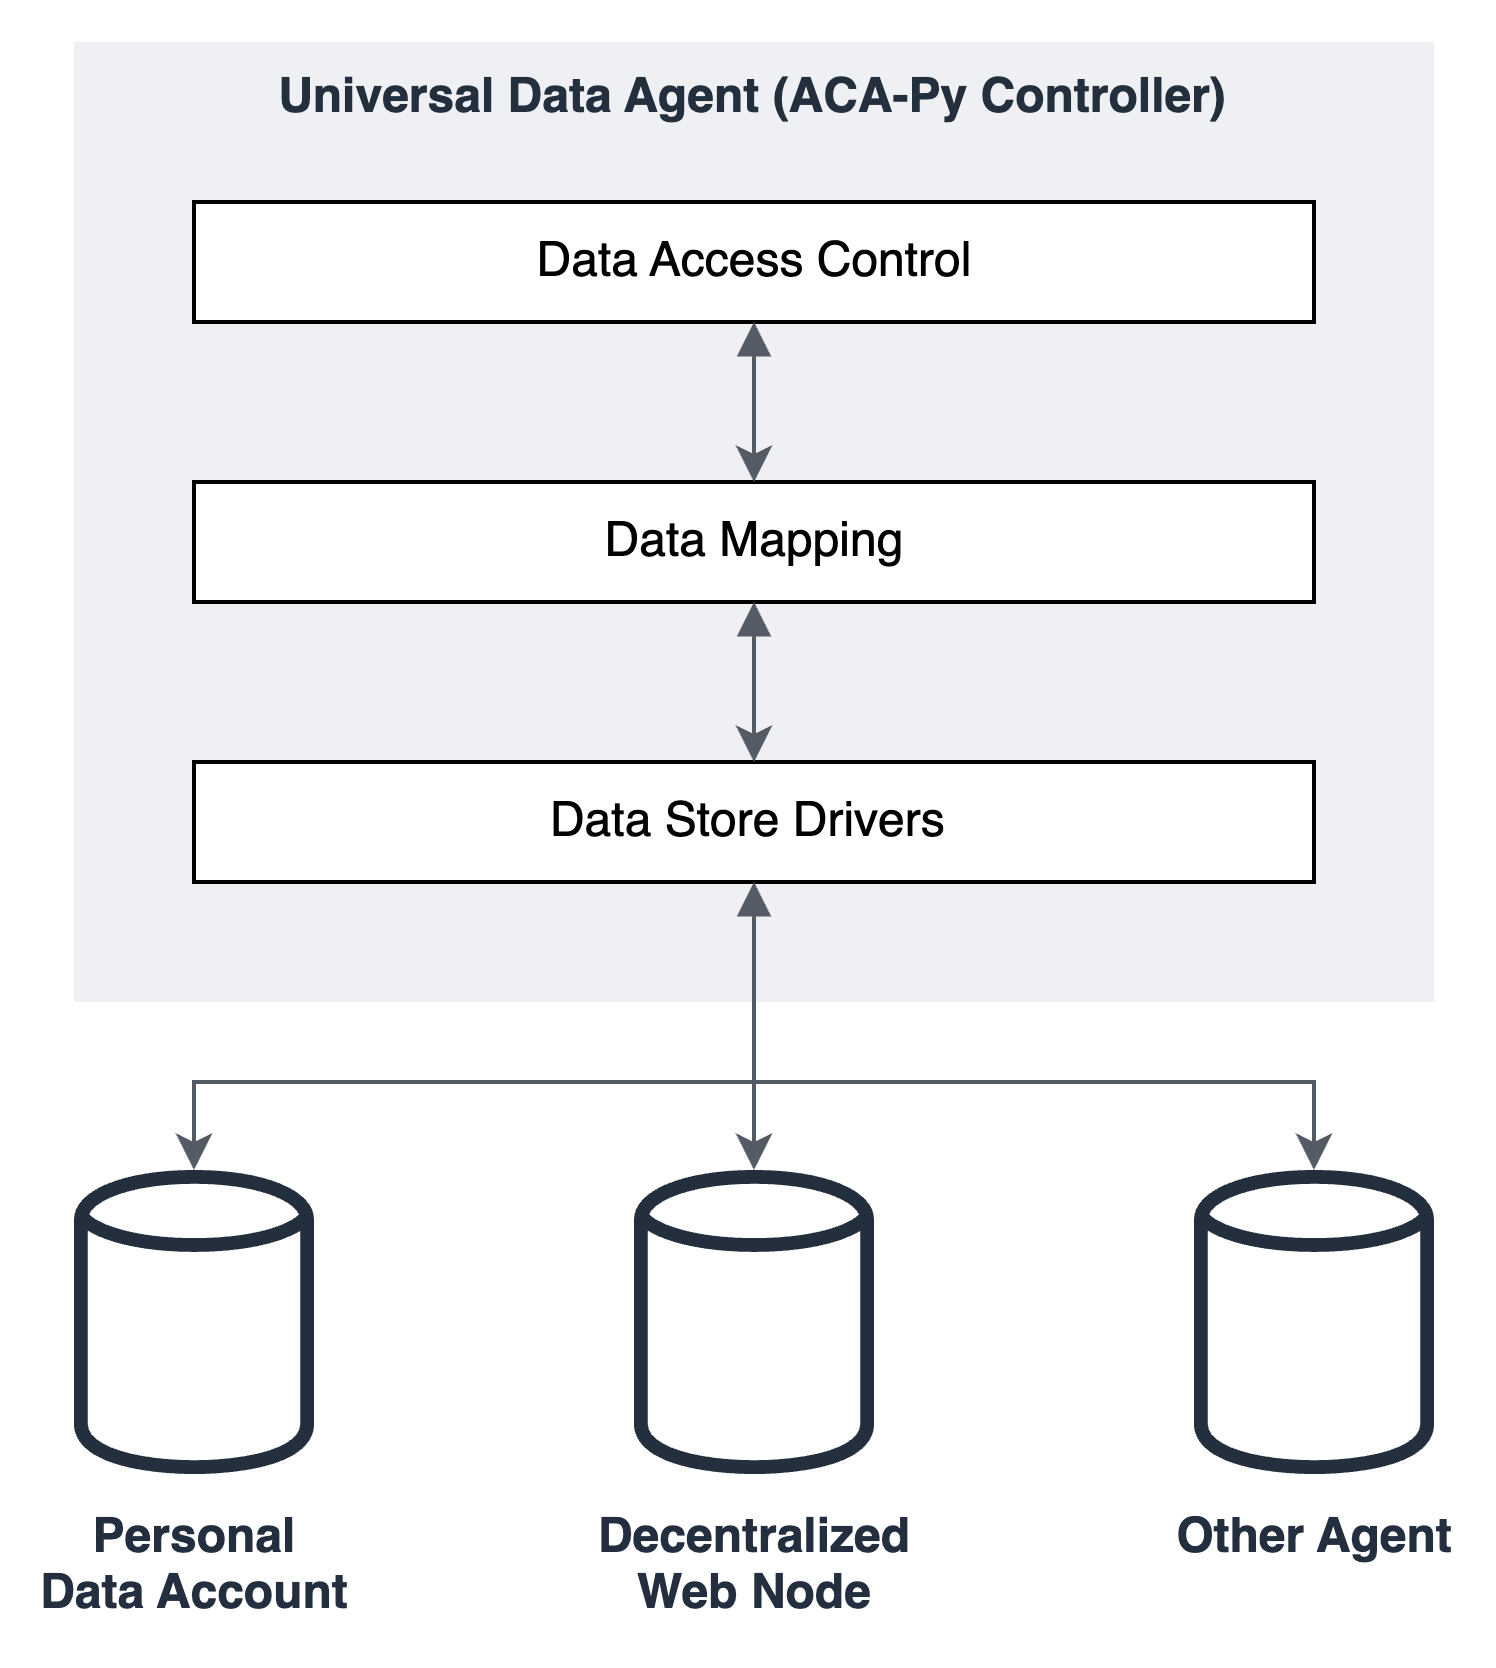 Universal Data Agent (ACA-Py Controller)
Data Access Control
Data Mapping
Data Store Drivers
Personal
Data Account
Decentralized
Web Node
Other Agent